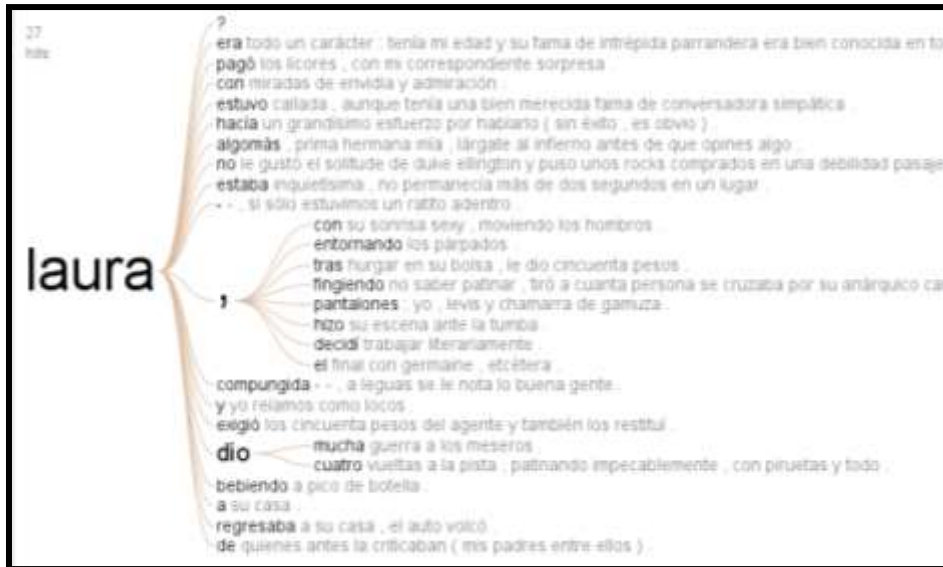 27
hits
laura
?
era todo un carácter : tenía mi edad y su fama de intrépida parrandera era bien conocida en to
pagó los licores , con mi correspondiente sorpresa .
con miradas de envidia y admiración .
estuvo callada , aunque tenía una bien merecida fama de conversadora simpática .
hacía un grandísimo esfuerzo por hablarlo ( sin éxito , es obvio ) .
algomás , prima hermana mía , lárgate al infierno antes de que opines algo .
no le gustó el solitude de duke ellington y puso unos rocks comprados en una debilidad pasaje
estaba inquietísima , no permanecía más de dos segundos en un lugar .
- - , si sólo estuvimos un ratito adentro .
,
con su sonrisa sexy , moviendo los hombros .
entornando los párpados .
tras hurgar en su bolsa , le dio cincuenta pesos .
fingiendo no saber patinar , tiró a cuanta persona se cruzaba por su anárquico ca
pantalones : yo , levis y chamarra de gamuza .
hizo su escena ante la tumba .
decidí trabajar literariamente .
el final con germaine , etcétera .
compungida - - , a leguas se le nota lo buena gente .
y yo reíamos como locos .
exigió los cincuenta pesos del agente y también los restituí .
dio
mucha guerra a los meseros .
cuatro vueltas a la pista , patinando impecablemente , con piruetas y todo .
bebiendo a pico de botella .
a su casa .
regresaba a su casa , el auto volcó .
de quienes antes la criticaban ( mis padres entre ellos ) .